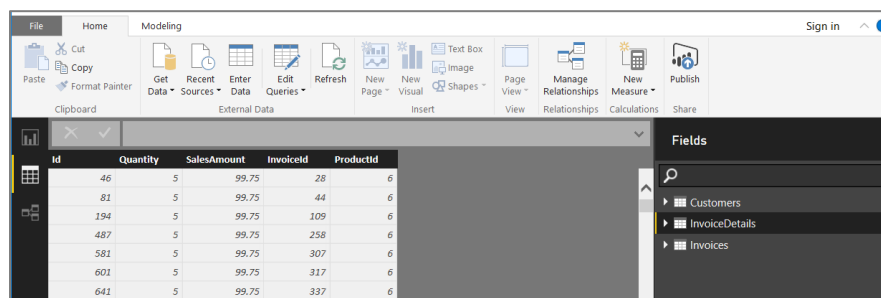 File Home Modeling Sign in
Cut
Copy
Format Painter
Paste
Clipboard
Get Data
Recent Sources
Enter Data
Edit Queries
Refresh
External Data
New Page
New Visual
Text Box
Image
Shapes
Insert
Page View
View
Manage Relationships
Relationships
New Measure
Calculations
Publish
Share
Fields
Id Quantity SalesAmount InvoiceId ProductId
46 5 99.75 28 6
81 5 99.75 44 6
194 5 99.75 109 6
487 5 99.75 258 6
581 5 99.75 307 6
601 5 99.75 317 6
641 5 99.75 337 6
Customers
InvoiceDetails
Invoices